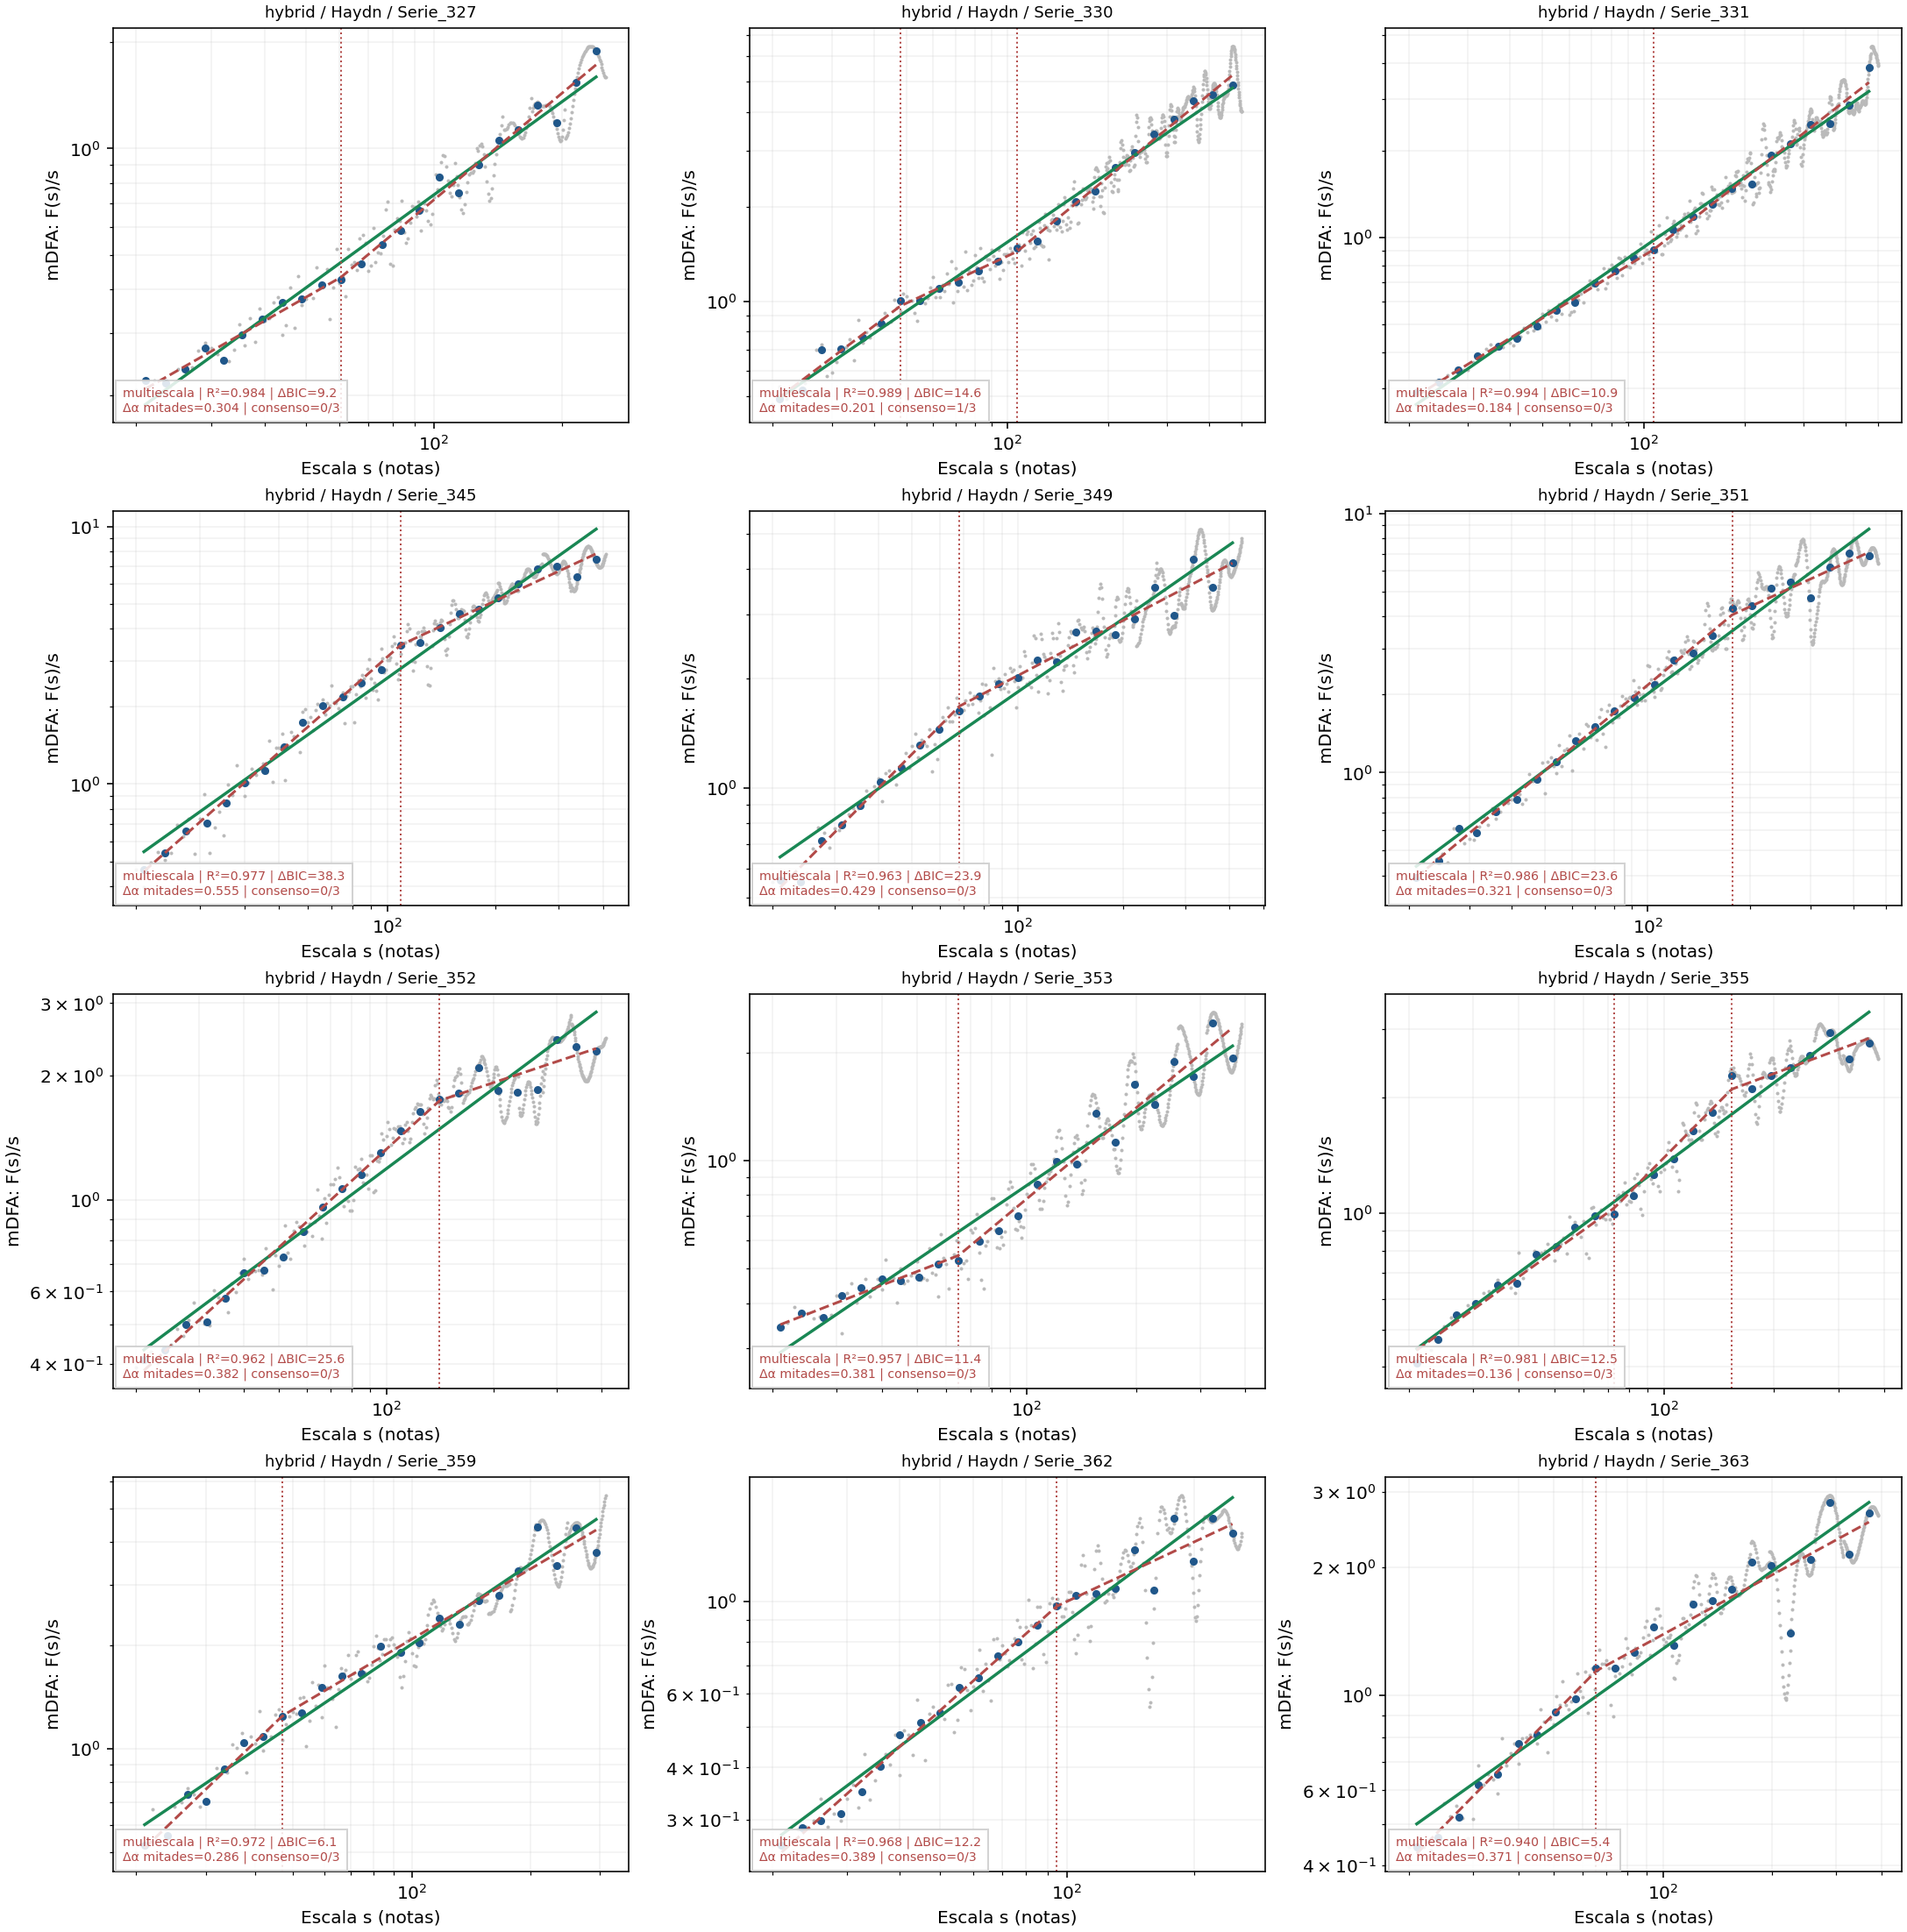 hybrid / Haydn / Serie_327
mDFA: F(s)/s
10⁰
multiescala | R²=0.984 | ΔBIC=9.2
Δα mitades=0.304 | consenso=0/3
10²
Escala s (notas)
hybrid / Haydn / Serie_330
mDFA: F(s)/s
10⁰
multiescala | R²=0.989 | ΔBIC=14.6
Δα mitades=0.201 | consenso=1/3
10²
Escala s (notas)
hybrid / Haydn / Serie_331
mDFA: F(s)/s
10⁰
multiescala | R²=0.994 | ΔBIC=10.9
Δα mitades=0.184 | consenso=0/3
10²
Escala s (notas)
hybrid / Haydn / Serie_345
10¹
mDFA: F(s)/s
10⁰
multiescala | R²=0.977 | ΔBIC=38.3
Δα mitades=0.555 | consenso=0/3
10²
Escala s (notas)
hybrid / Haydn / Serie_349
mDFA: F(s)/s
10⁰
multiescala | R²=0.963 | ΔBIC=23.9
Δα mitades=0.429 | consenso=0/3
10²
Escala s (notas)
hybrid / Haydn / Serie_351
10¹
mDFA: F(s)/s
10⁰
multiescala | R²=0.986 | ΔBIC=23.6
Δα mitades=0.321 | consenso=0/3
10²
Escala s (notas)
hybrid / Haydn / Serie_352
3 × 10⁰
2 × 10⁰
mDFA: F(s)/s
10⁰
6 × 10⁻¹
4 × 10⁻¹
multiescala | R²=0.962 | ΔBIC=25.6
Δα mitades=0.382 | consenso=0/3
10²
Escala s (notas)
hybrid / Haydn / Serie_353
mDFA: F(s)/s
10⁰
multiescala | R²=0.957 | ΔBIC=11.4
Δα mitades=0.381 | consenso=0/3
10²
Escala s (notas)
hybrid / Haydn / Serie_355
mDFA: F(s)/s
10⁰
multiescala | R²=0.981 | ΔBIC=12.5
Δα mitades=0.136 | consenso=0/3
10²
Escala s (notas)
hybrid / Haydn / Serie_359
mDFA: F(s)/s
10⁰
multiescala | R²=0.972 | ΔBIC=6.1
Δα mitades=0.286 | consenso=0/3
10²
Escala s (notas)
hybrid / Haydn / Serie_362
mDFA: F(s)/s
10⁰
6 × 10⁻¹
4 × 10⁻¹
3 × 10⁻¹
multiescala | R²=0.968 | ΔBIC=12.2
Δα mitades=0.389 | consenso=0/3
10²
Escala s (notas)
hybrid / Haydn / Serie_363
3 × 10⁰
2 × 10⁰
mDFA: F(s)/s
10⁰
6 × 10⁻¹
4 × 10⁻¹
multiescala | R²=0.940 | ΔBIC=5.4
Δα mitades=0.371 | consenso=0/3
10²
Escala s (notas)